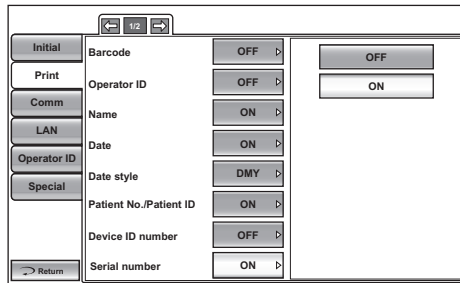 1/2
Initial
Print
Comm
LAN
Operator ID
Special
Return
Barcode OFF
Operator ID OFF
Name ON
Date ON
Date style DMY
Patient No./Patient ID ON
Device ID number OFF
Serial number ON
OFF
ON